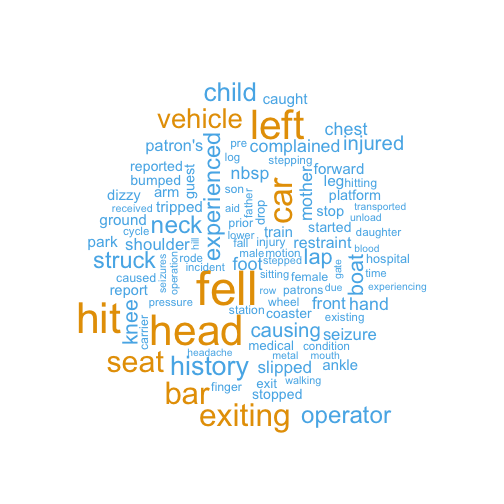 child
caught
vehicle
left
patron's
pre
complained
injured
chest
experienced
log
stepping
reported
guest
nbsp
forward
bumped
arm
son
father
mother
leg
hitting
dizzy
platform
received
tripped
aid
drop
car
stop
transported
ground
neck
prior
train
started
unload
cycle
hill
lower
daughter
park
shoulder
fall
injury
restraint
blood
struck
rode
male
motion
lap
boat
hospital
caused
seizures
operation
incident
foot
stepped
gate
time
report
fell
sitting
female
experiencing
patrons
due
pressure
row
wheel
front
hand
hit
knee
carrier
head
station
coaster
existing
causing
seizure
seat
history
headache
medical
condition
metal
mouth
slipped
ankle
bar
finger
exit
walking
stopped
exiting
operator